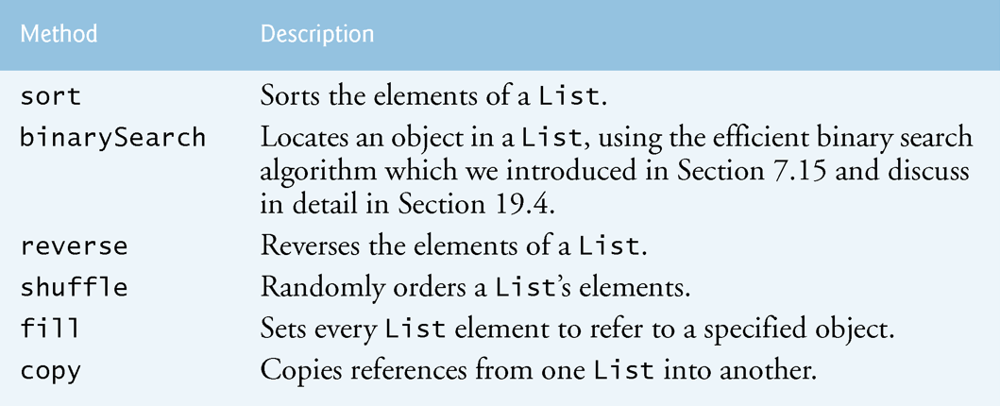 Method Description
sort Sorts the elements of a List.
binarySearch Locates an object in a List, using the efficient binary search
algorithm which we introduced in Section 7.15 and discuss
in detail in Section 19.4.
reverse Reverses the elements of a List.
shuffle Randomly orders a List’s elements.
fill Sets every List element to refer to a specified object.
copy Copies references from one List into another.